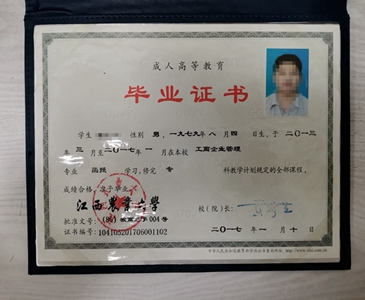 成人高等教育
毕业证书
学生 性别 男，一九七九年 八 月 四 日生，于 二〇一三
年 三 月至二〇一七年 一 月在本校 工商企业管理
专业 函授 学习，修完 专 科教学计划规定的全部课程，
成绩合格，准予毕业。
江西农业大学
校（院）长：
批准文号：
004号
证书编号：104105201706001102
二〇一七年 一 月 十 日